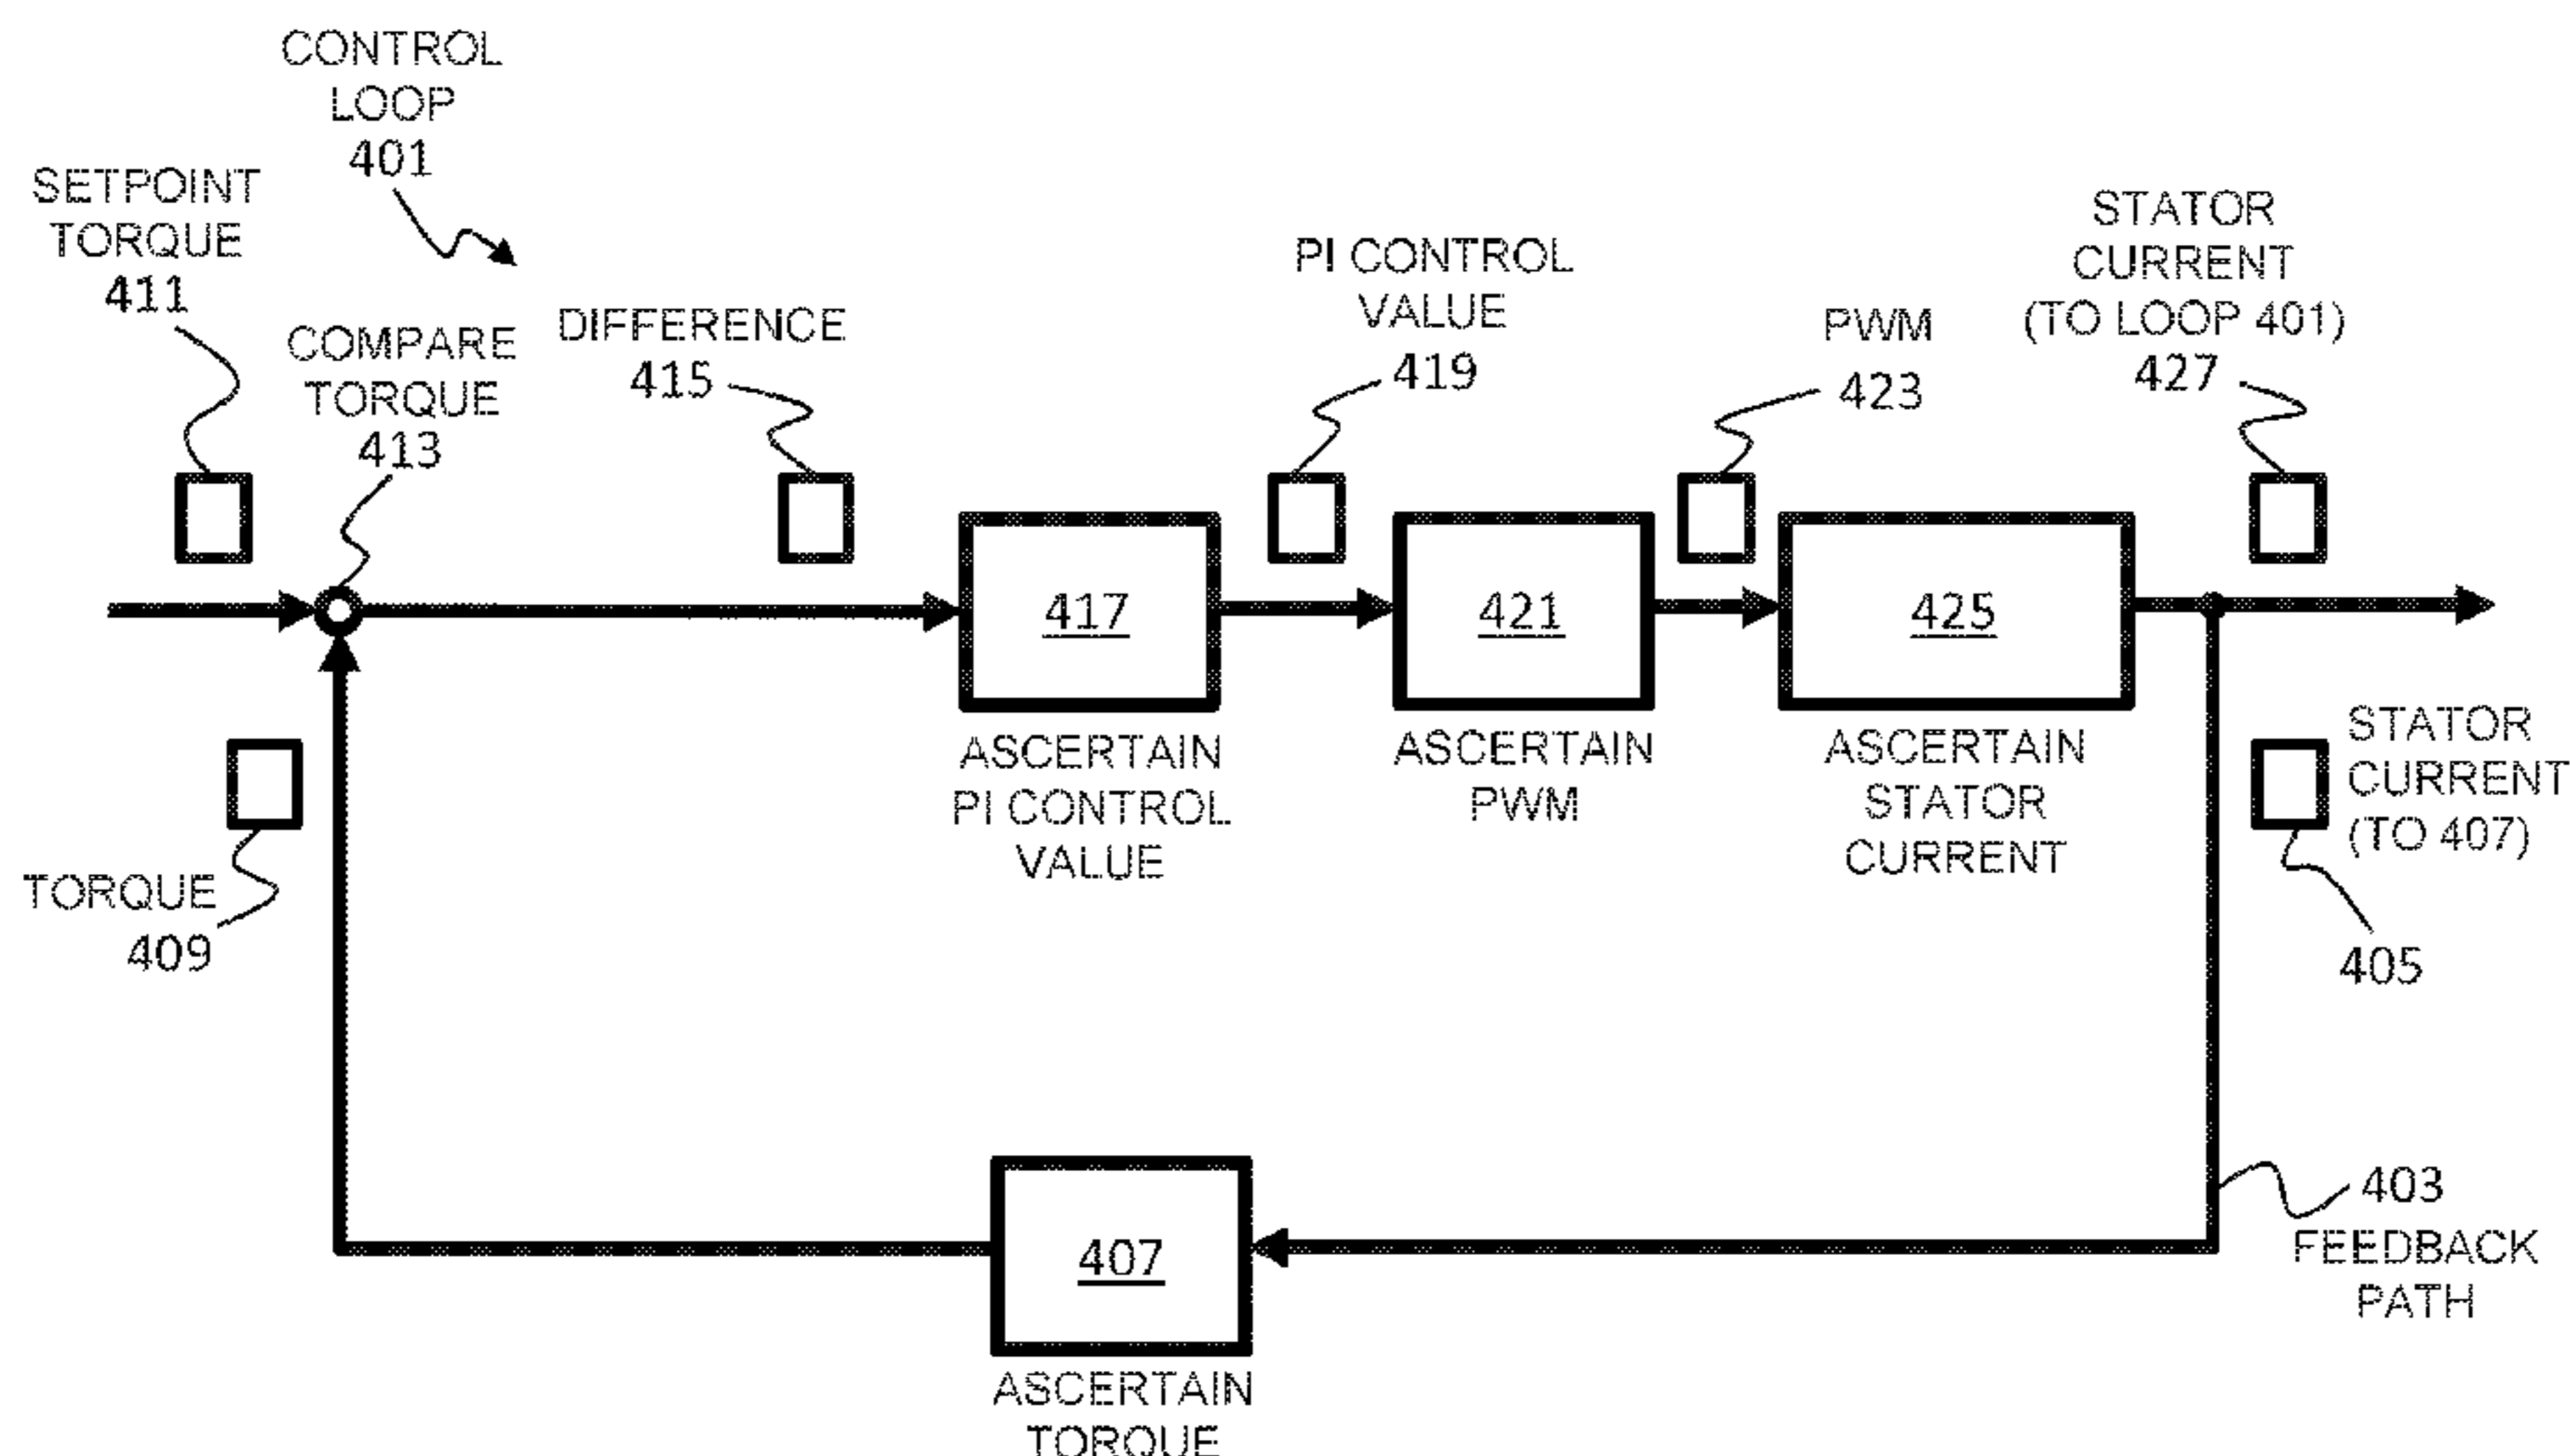 CONTROL
LOOP
401
SETPOINT
TORQUE
411
COMPARE
TORQUE
413
DIFFERENCE
415
PI CONTROL
VALUE
419
PWM
423
STATOR
CURRENT
(TO LOOP 401)
427
417
ASCERTAIN
PI CONTROL
VALUE
421
ASCERTAIN
PWM
425
ASCERTAIN
STATOR
CURRENT
STATOR
CURRENT
(TO 407)
405
TORQUE
409
403
FEEDBACK
PATH
407
ASCERTAIN
TORQUE